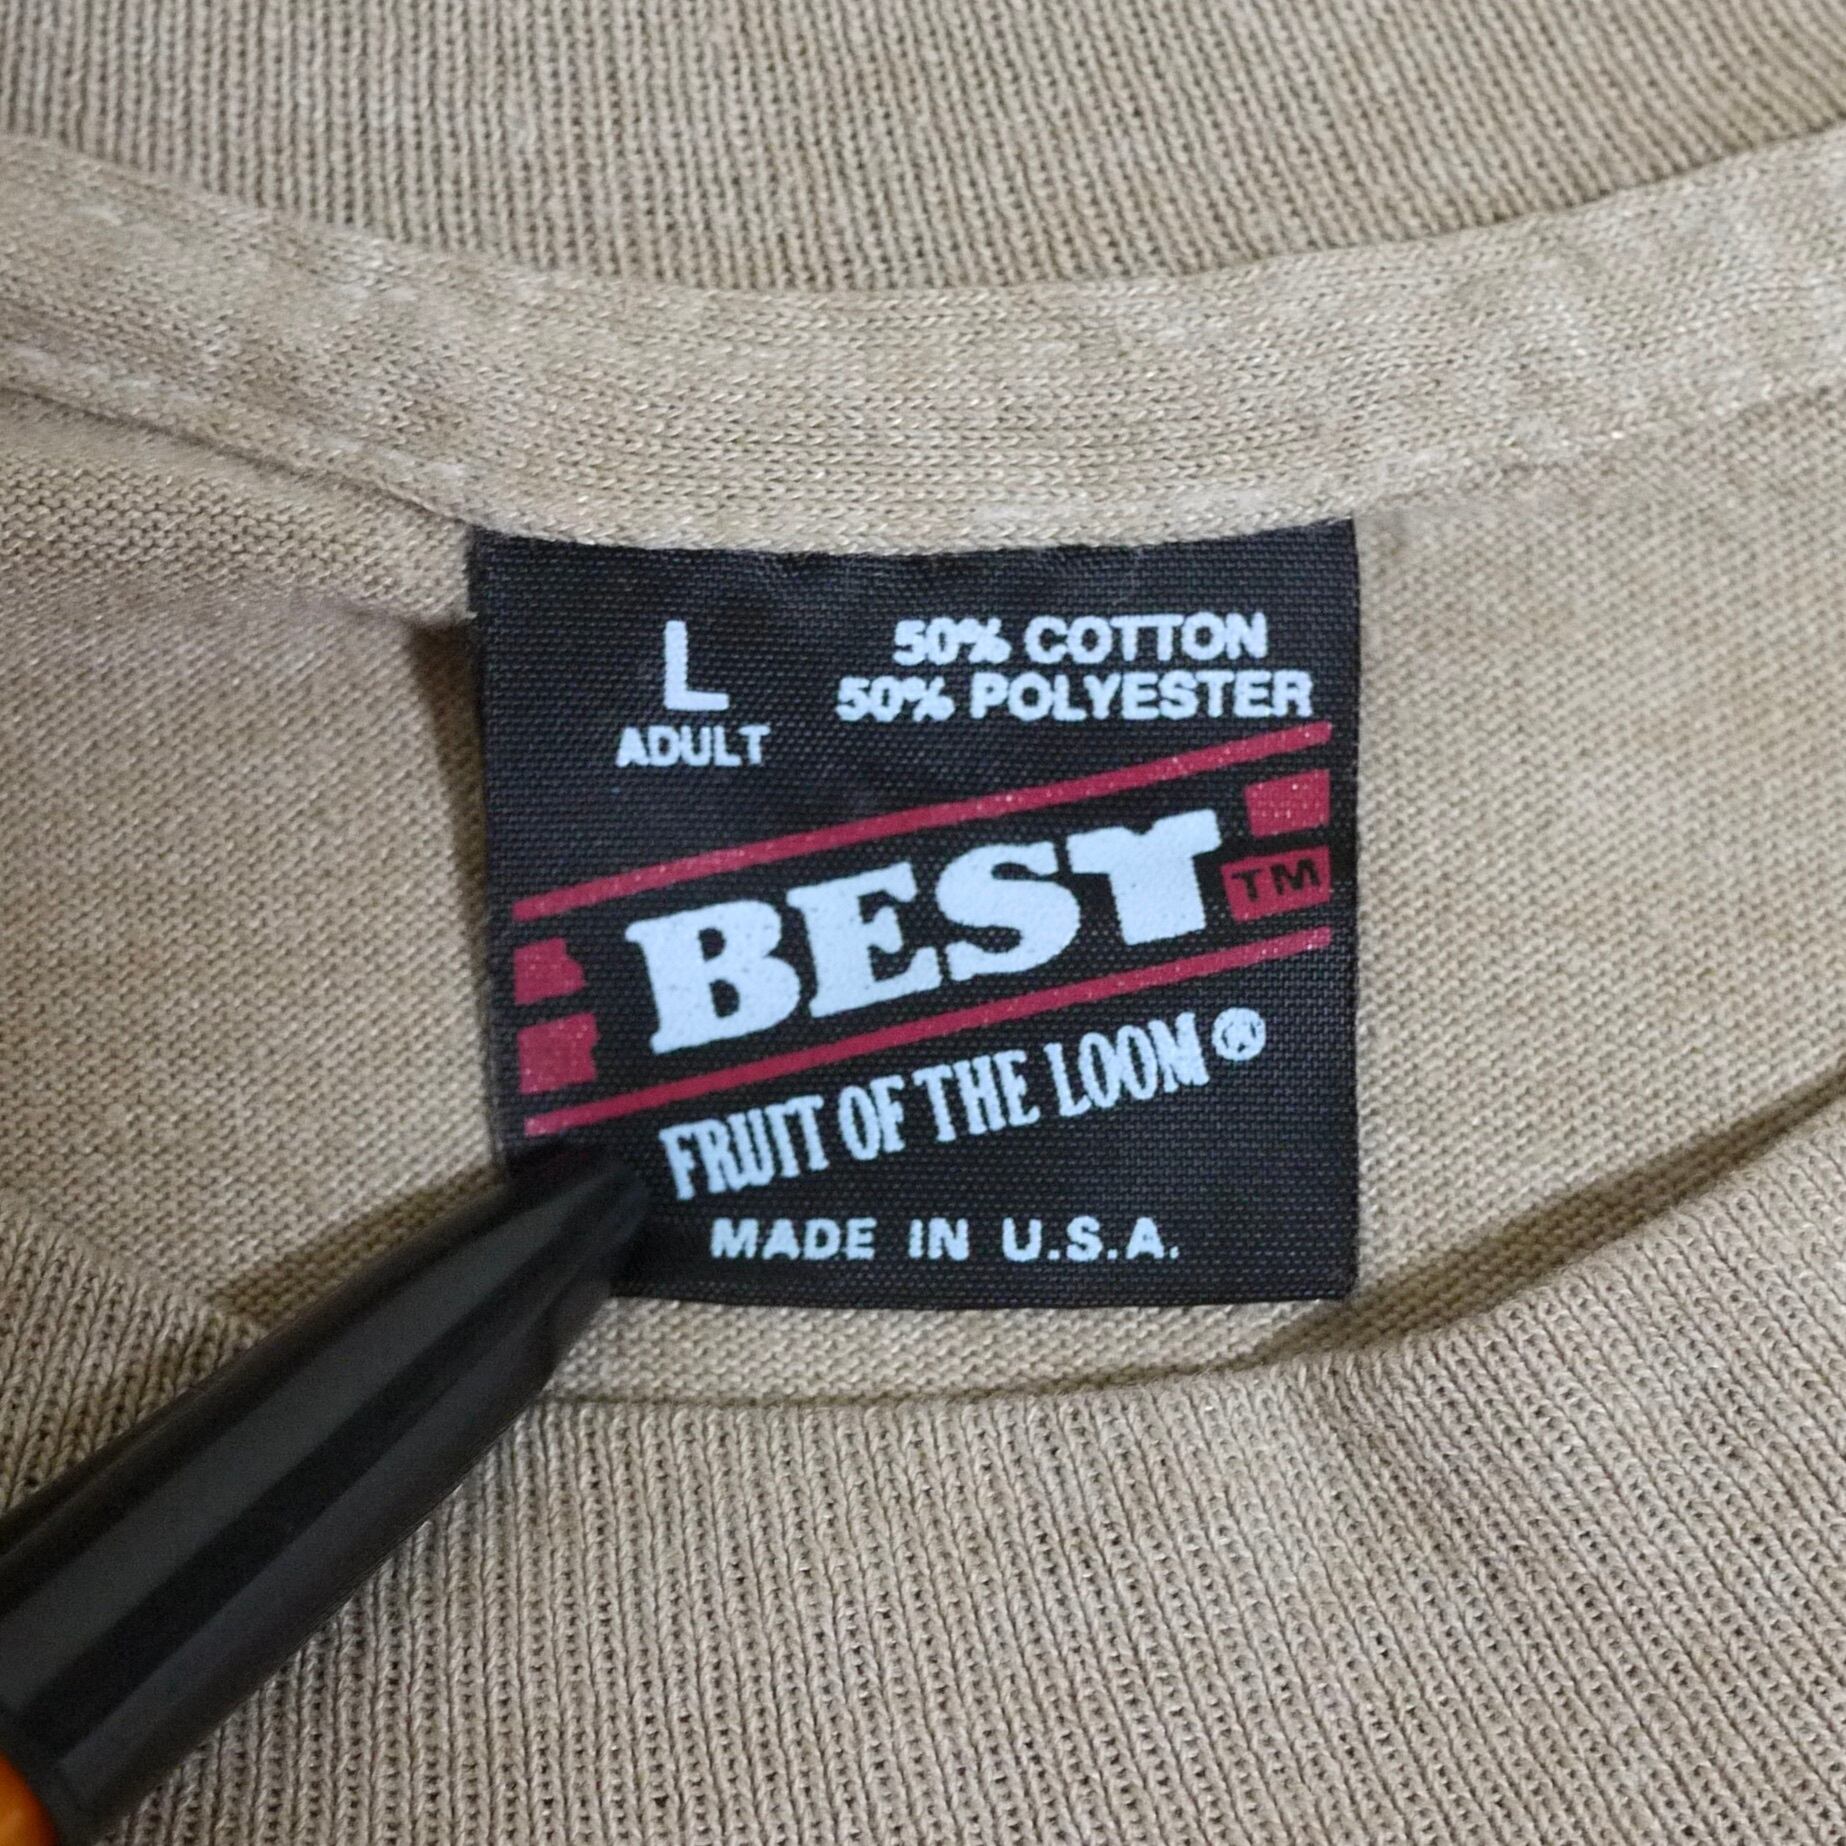 L
ADULT
50% COTTON
50% POLYESTER
BEST TM
FRUIT OF THE LOOM®
MADE IN U.S.A.